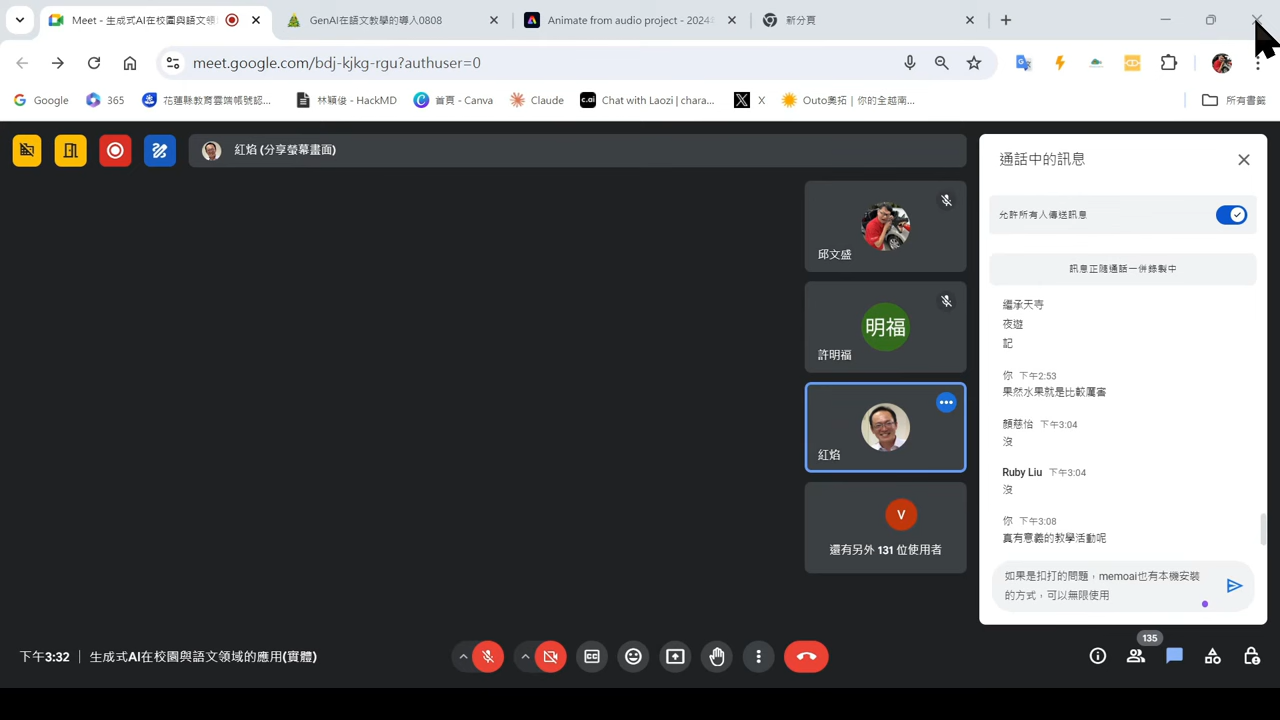 Meet - 生成式AI在校園與語文領
GenAI在語文教學的導入0808
Animate from audio project - 2024
新分頁
meet.google.com/bdj-kjkg-rgu?authuser=0
Google
365
花蓮縣教育雲端帳號認...
林穎俊 - HackMD
首頁 - Canva
Claude
c.ai
Chat with Laozi | chara...
X
Outo奧拓 | 你的全越南...
所有書籤
紅焰 (分享螢幕畫面)
邱文盛
明福
許明福
紅焰
V
還有另外 131 位使用者
通話中的訊息
允許所有人傳送訊息
訊息正隨通話一併錄製中
繼承天寺
夜遊
記
你 下午2:53
果然水果就是比較厲害
顏慈怡 下午3:04
沒
Ruby Liu 下午3:04
沒
你 下午3:08
真有意義的教學活動呢
如果是扣打的問題，memoai也有本機安裝
的方式，可以無限使用
下午3:32
生成式AI在校園與語文領域的應用(實體)
135